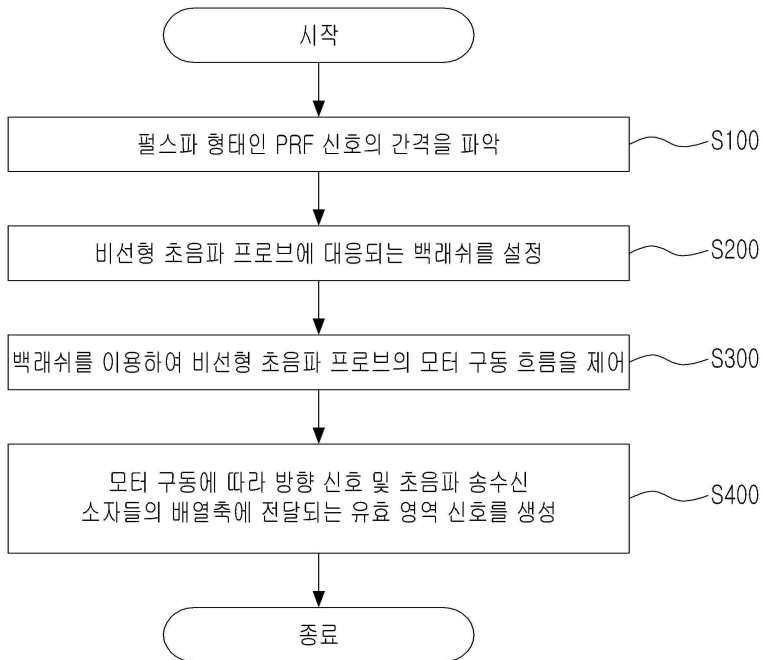 시작
펄스파 형태인 PRF 신호의 간격을 파악
S100
비선형 초음파 프로브에 대응되는 백래쉬를 설정
S200
백래쉬를 이용하여 비선형 초음파 프로브의 모터 구동 흐름을 제어
S300
모터 구동에 따라 방향 신호 및 초음파 송수신
소자들의 배열축에 전달되는 유효 영역 신호를 생성
S400
종료